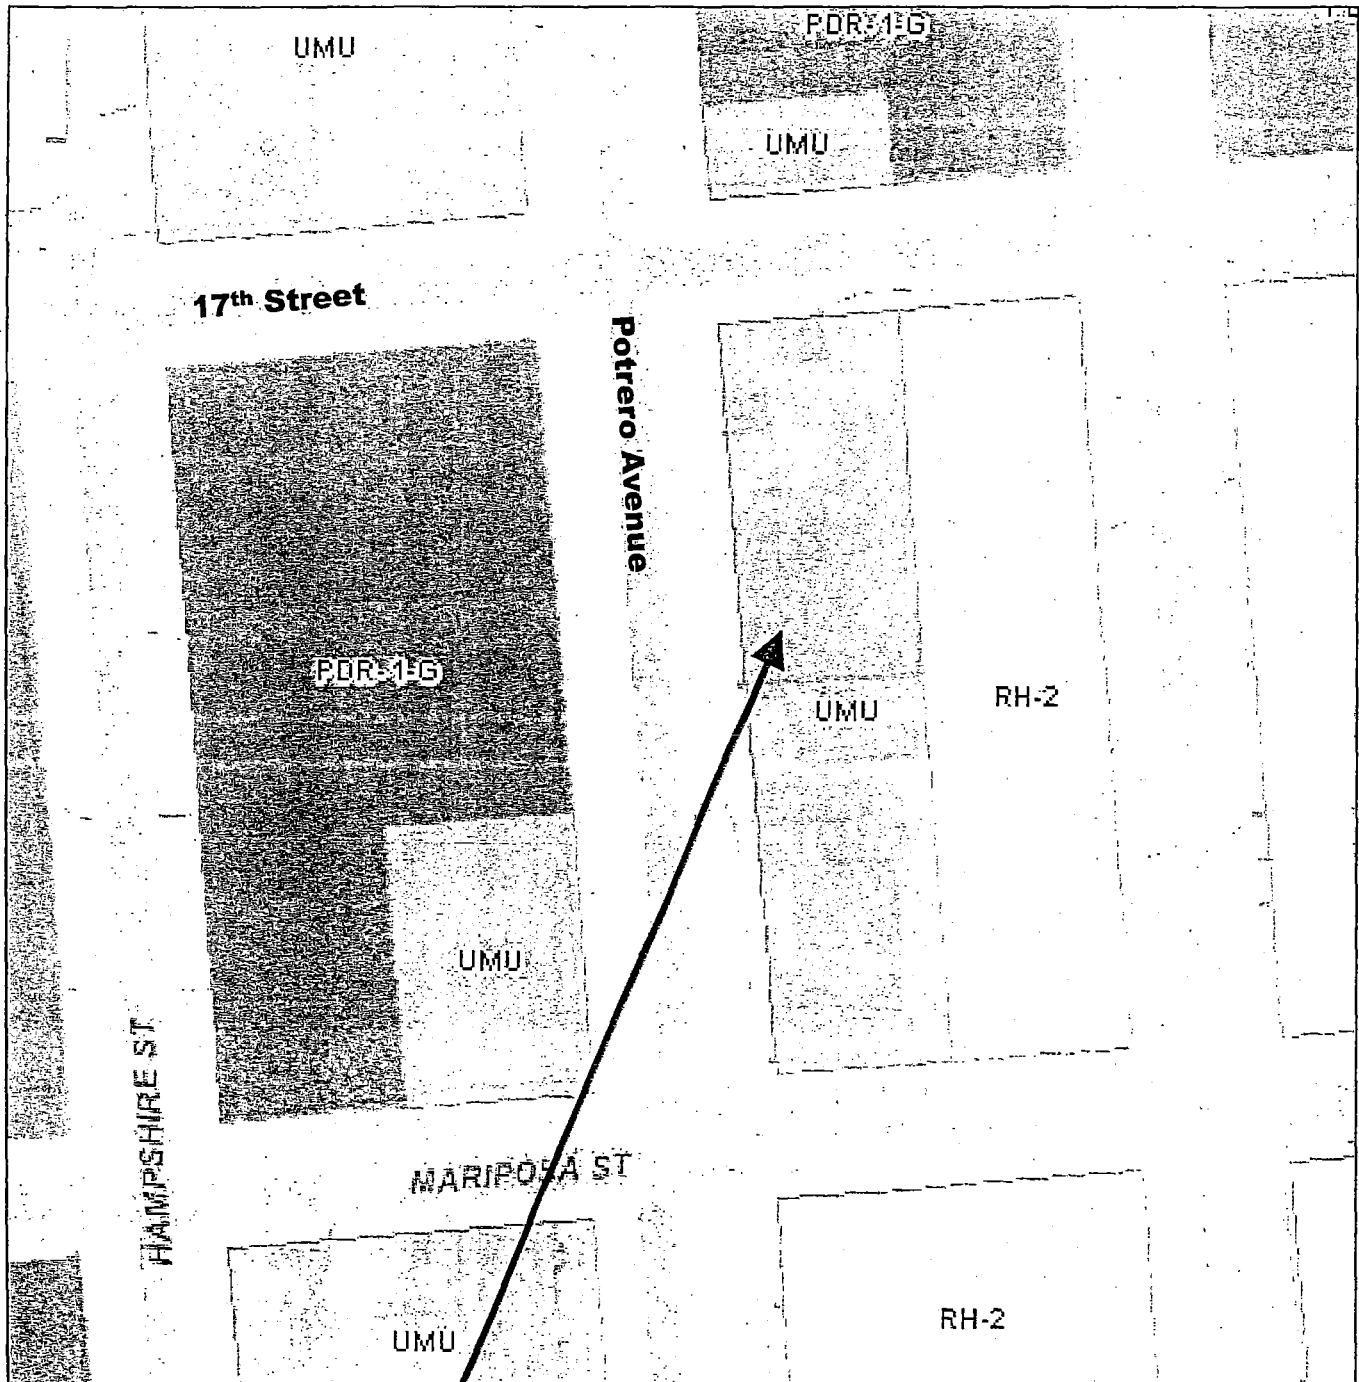 PDR-1-G
UMU
UMU
17th Street
Potrero Avenue
PDR-1-G
RH-2
UMU
UMU
HAMPSHIRE ST
MARIPOSA ST
RH-2
UMU